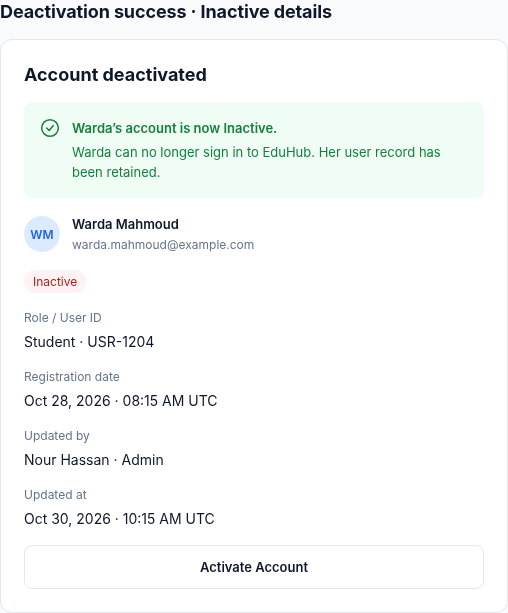 Deactivation success · Inactive details
Account deactivated
Warda’s account is now Inactive.
Warda can no longer sign in to EduHub. Her user record has
been retained.
WM
Warda Mahmoud
warda.mahmoud@example.com
Inactive
Role / User ID
Student · USR-1204
Registration date
Oct 28, 2026 · 08:15 AM UTC
Updated by
Nour Hassan · Admin
Updated at
Oct 30, 2026 · 10:15 AM UTC
Activate Account